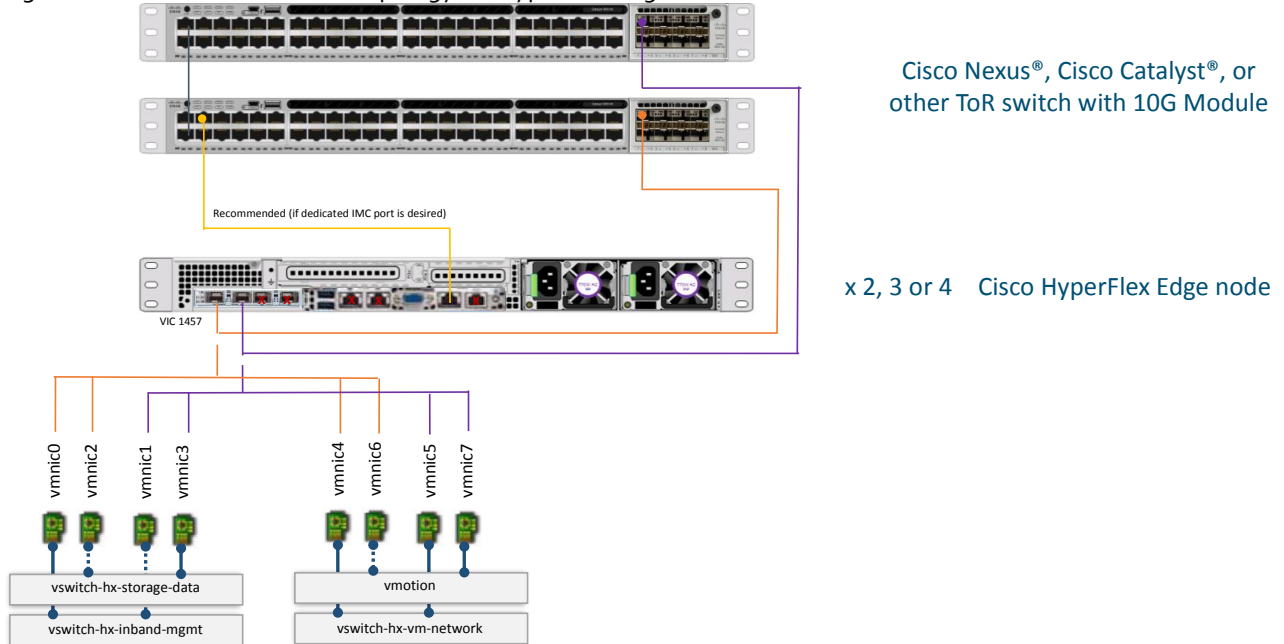 Cisco Nexus®, Cisco Catalyst®, or
other ToR switch with 10G Module
Recommended (if dedicated IMC port is desired)
x 2, 3 or 4 Cisco HyperFlex Edge node
VIC 1457
vmnic0
vmnic2
vmnic1
vmnic3
vmnic4
vmnic6
vmnic5
vmnic7
vswitch-hx-storage-data
vmotion
vswitch-hx-inband-mgmt
vswitch-hx-vm-network